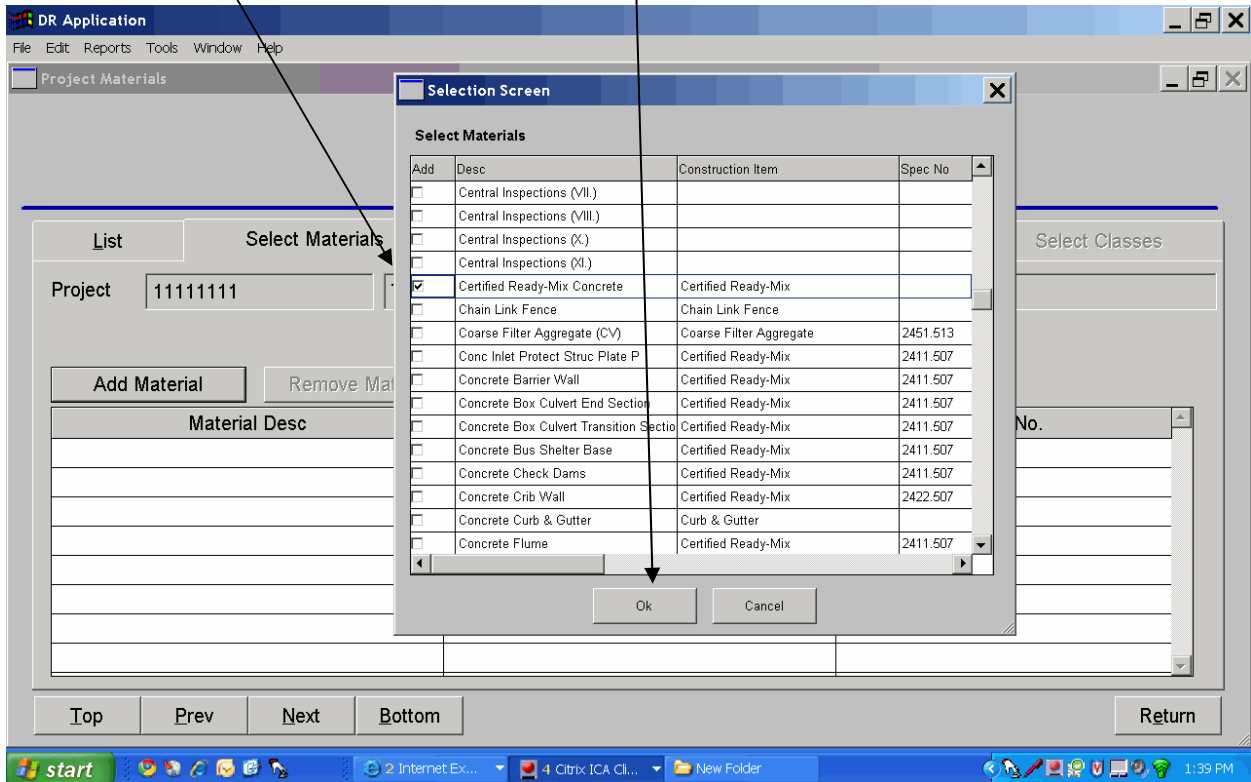 DR Application
File Edit Reports Tools Window Help
Project Materials
Selection Screen
Select Materials
Add Desc Construction Item Spec No
Central Inspections (VII.)
Central Inspections (VIII.)
Central Inspections (X.)
Central Inspections (XI.)
Certified Ready-Mix Concrete Certified Ready-Mix
Chain Link Fence Chain Link Fence
Coarse Filter Aggregate (CV) Coarse Filter Aggregate 2451.513
Conc Inlet Protect Struc Plate P Certified Ready-Mix 2411.507
Concrete Barrier Wall Certified Ready-Mix 2411.507
Concrete Box Culvert End Section Certified Ready-Mix 2411.507
Concrete Box Culvert Transition Sectio Certified Ready-Mix 2411.507
Concrete Bus Shelter Base Certified Ready-Mix 2411.507
Concrete Check Dams Certified Ready-Mix 2411.507
Concrete Crib Wall Certified Ready-Mix 2422.507
Concrete Curb & Gutter Curb & Gutter
Concrete Flume Certified Ready-Mix 2411.507
Ok Cancel
List Select Materials Select Classes
Project 11111111
Add Material Remove Mat
Material Desc No.
Top Prev Next Bottom Return
start 2 Internet Ex... 4 Citrix ICA Cli... New Folder 1:39 PM